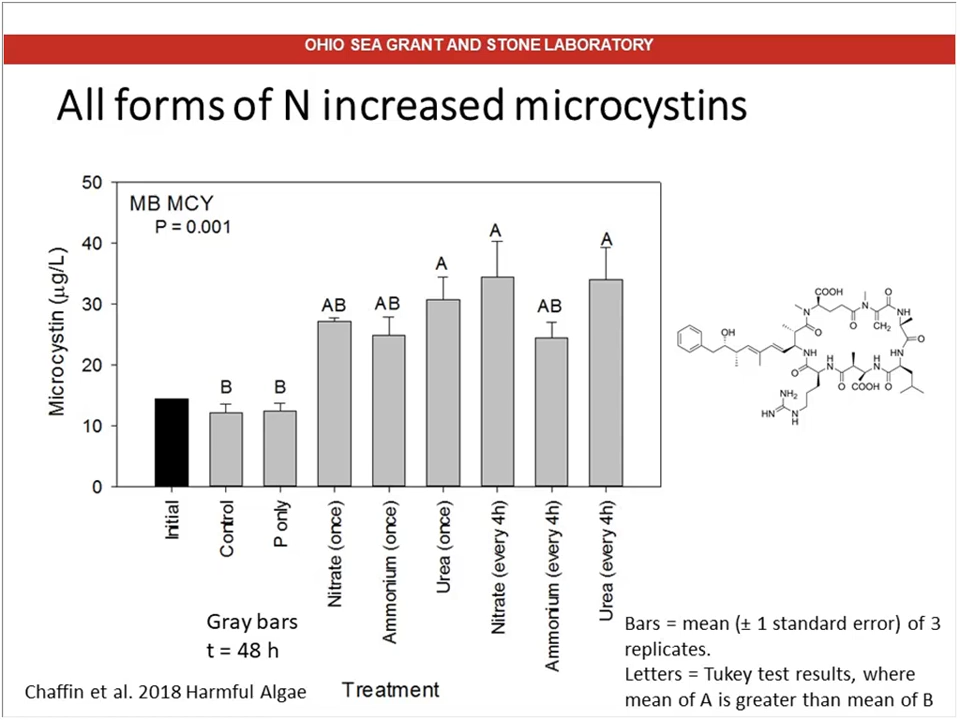 OHIO SEA GRANT AND STONE LABORATORY
All forms of N increased microcystins
MB MCY
P = 0.001
Microcystin (µg/L)
50
40
30
20
10
0
B
B
AB
AB
A
A
AB
A
Initial
Control
P only
Nitrate (once)
Ammonium (once)
Urea (once)
Nitrate (every 4h)
Ammonium (every 4h)
Urea (every 4h)
Treatment
Gray bars
t = 48 h
COOH
O
N
N
O
O
CH2
O
NH
O
OH
NH
HN
O
H
N
O
COOH
H
N
O
NH2
HN
N
H
Bars = mean (± 1 standard error) of 3
replicates.
Letters = Tukey test results, where
mean of A is greater than mean of B
Chaffin et al. 2018 Harmful Algae